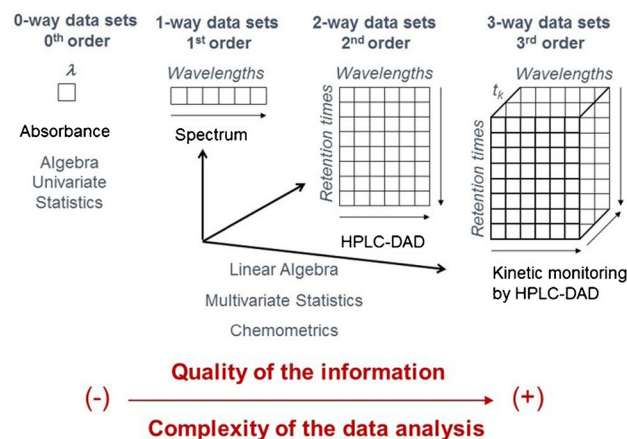 0-way data sets
0th order
λ
Absorbance
Algebra
Univariate
Statistics
1-way data sets
1st order
Wavelengths
Spectrum
2-way data sets
2nd order
Wavelengths
Retention times
HPLC-DAD
3-way data sets
3rd order
Wavelengths
tk
Retention times
Kinetic monitoring
by HPLC-DAD
Linear Algebra
Multivariate Statistics
Chemometrics
Quality of the information
(-)
(+)
Complexity of the data analysis